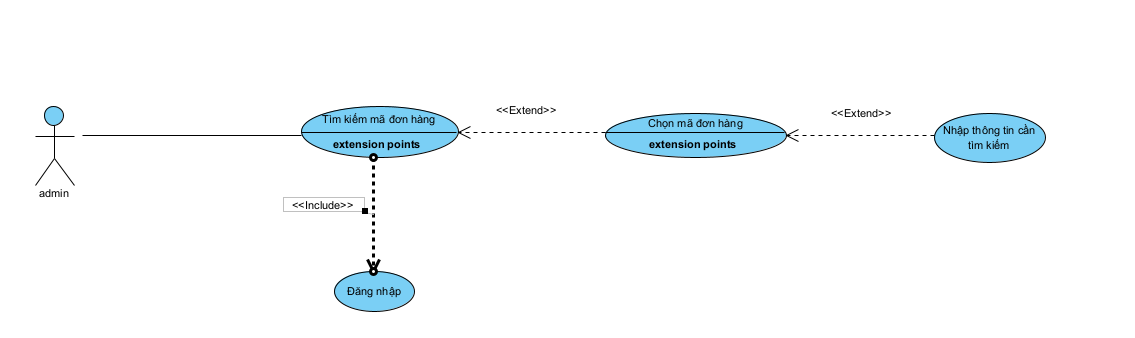 <<Extend>>
<<Extend>>
Tìm kiếm mã đơn hàng
extension points
Chọn mã đơn hàng
extension points
Nhập thông tin cần
tìm kiếm
admin
<<Include>>
Đăng nhập